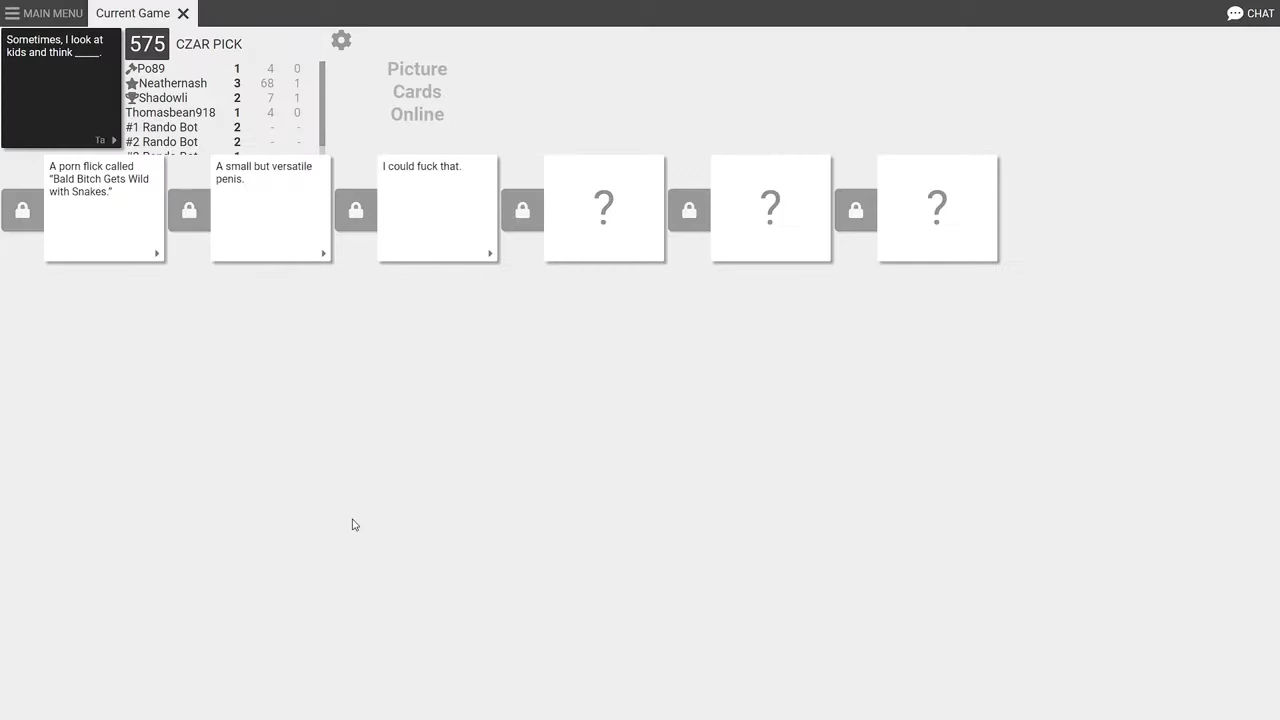 MAIN MENU
Current Game
CHAT
Sometimes, I look at
kids and think _____.
Ta
575
CZAR PICK
Po89 1 4 0
Neathernash 3 68 1
Shadowli 2 7 1
Thomasbean918 1 4 0
#1 Rando Bot 2 - -
#2 Rando Bot 2 - -
Picture
Cards
Online
A porn flick called
“Bald Bitch Gets Wild
with Snakes.”
A small but versatile
penis.
I could fuck that.
?
?
?